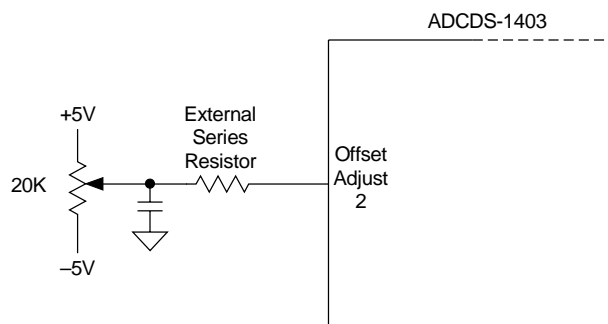 ADCDS-1403
+5V
External
Series
Resistor
20K
Offset
Adjust
2
–5V